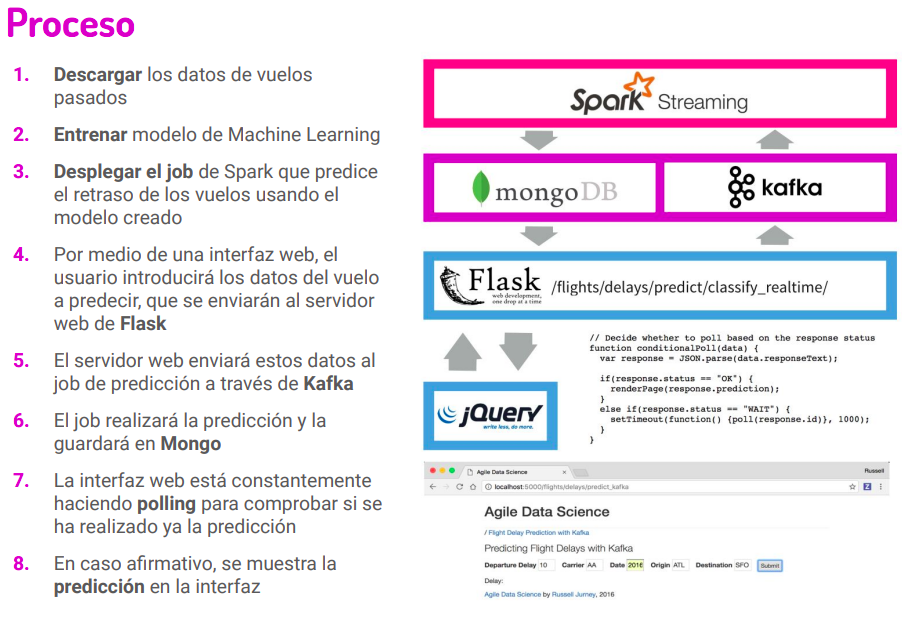 Proceso
1. Descargar los datos de vuelos
pasados
2. Entrenar modelo de Machine Learning
3. Desplegar el job de Spark que predice
el retraso de los vuelos usando el
modelo creado
4. Por medio de una interfaz web, el
usuario introducirá los datos del vuelo
a predecir, que se enviarán al servidor
web de Flask
5. El servidor web enviará estos datos al
job de predicción a través de Kafka
6. El job realizará la predicción y la
guardará en Mongo
7. La interfaz web está constantemente
haciendo polling para comprobar si se
ha realizado ya la predicción
8. En caso afirmativo, se muestra la
predicción en la interfaz
Spark Streaming
mongoDB
kafka
Flask
web development,
one drop at a time
/flights/delays/predict/classify_realtime/
jQuery
write less, do more.
// Decide whether to poll based on the response status
function conditionalPoll(data) {
var response = JSON.parse(data.responseText);
if(response.status == "OK") {
renderPage(response.prediction);
}
else if(response.status == "WAIT") {
setTimeout(function() {poll(response.id)}, 1000);
}
}
Agile Data Science
Russell
localhost:5000/flights/delays/predict_kafka
Agile Data Science
/ Flight Delay Prediction with Kafka
Predicting Flight Delays with Kafka
Departure Delay 10 Carrier AA Date 2016 Origin ATL Destination SFO Submit
Delay:
Agile Data Science by Russell Jurney, 2016